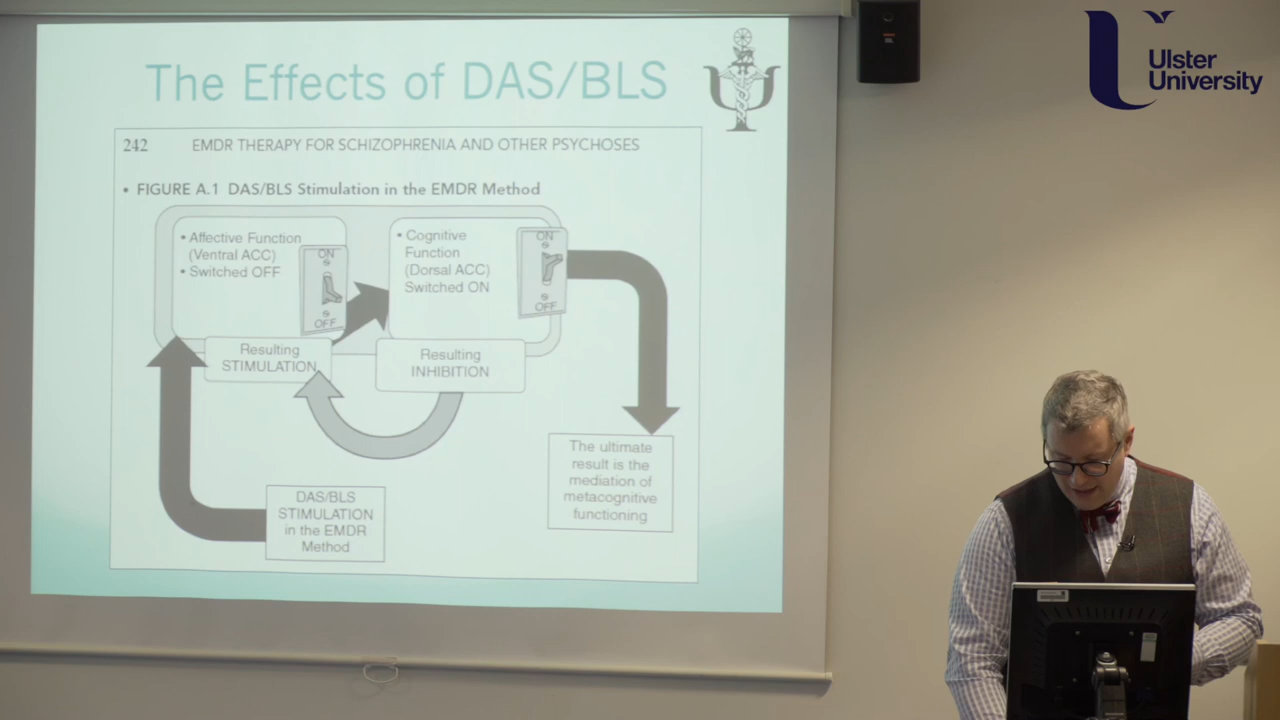 The Effects of DAS/BLS
Ulster
University
242 EMDR THERAPY FOR SCHIZOPHRENIA AND OTHER PSYCHOSES
• FIGURE A.1 DAS/BLS Stimulation in the EMDR Method
• Affective Function
(Ventral ACC)
• Switched OFF
ON
OFF
• Cognitive
Function
(Dorsal ACC)
Switched ON
ON
OFF
Resulting
STIMULATION
Resulting
INHIBITION
The ultimate
result is the
mediation of
metacognitive
functioning
DAS/BLS
STIMULATION
in the EMDR
Method